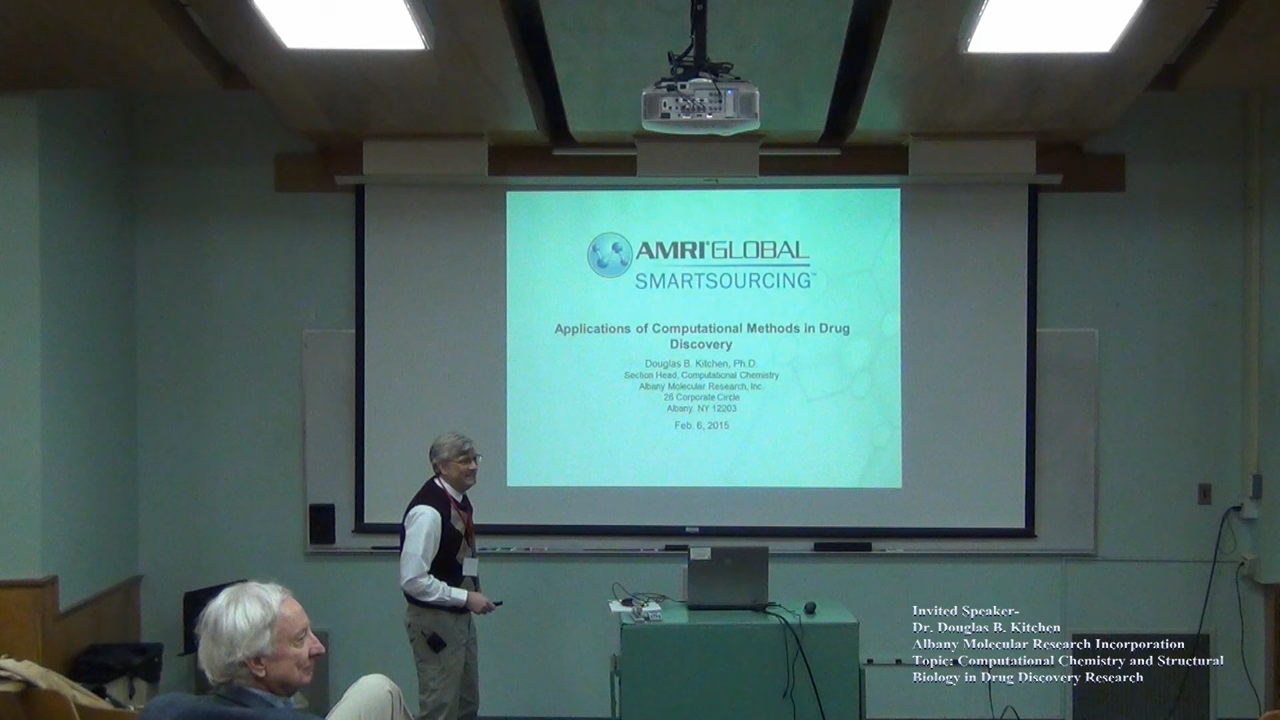 AMRI GLOBAL
SMARTSOURCING™
Applications of Computational Methods in Drug
Discovery
Douglas B. Kitchen, Ph.D.
Section Head, Computational Chemistry
Albany Molecular Research, Inc.
26 Corporate Circle
Albany, NY 12203
Feb. 6, 2015
Invited Speaker-
Dr. Douglas B. Kitchen
Albany Molecular Research Incorporation
Topic: Computational Chemistry and Structural
Biology in Drug Discovery Research